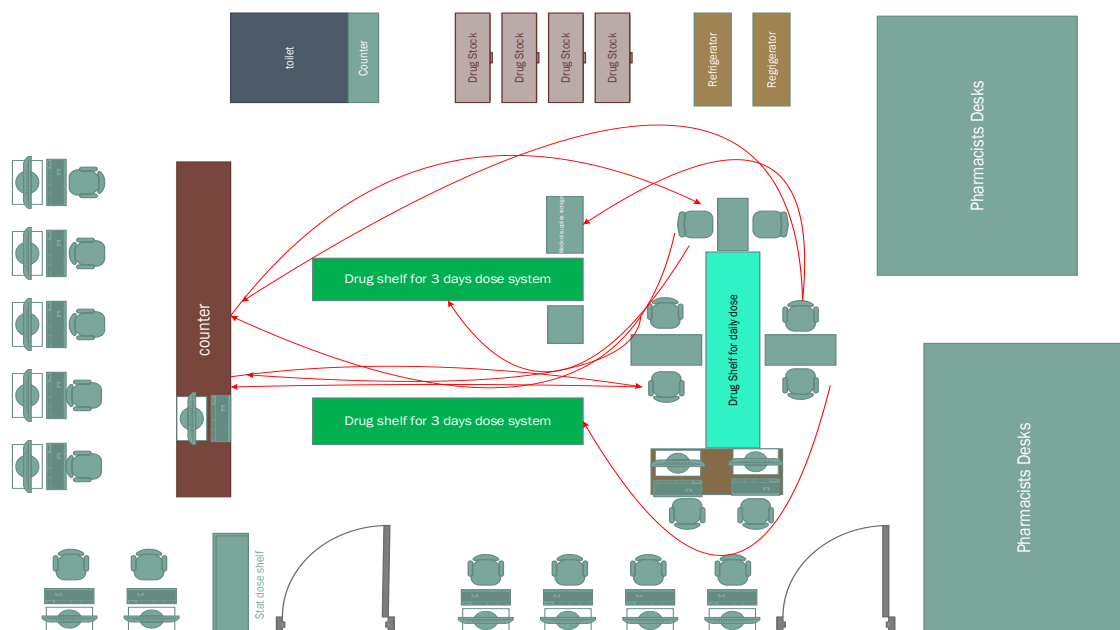 toilet
Counter
Drug Stock
Drug Stock
Drug Stock
Drug Stock
Refrigerator
Regrigerator
Pharmacists Desks
Drug shelf for 3 days dose system
counter
Drug Shelf for daily dose
Drug shelf for 3 days dose system
Pharmacists Desks
Stat dose shelf